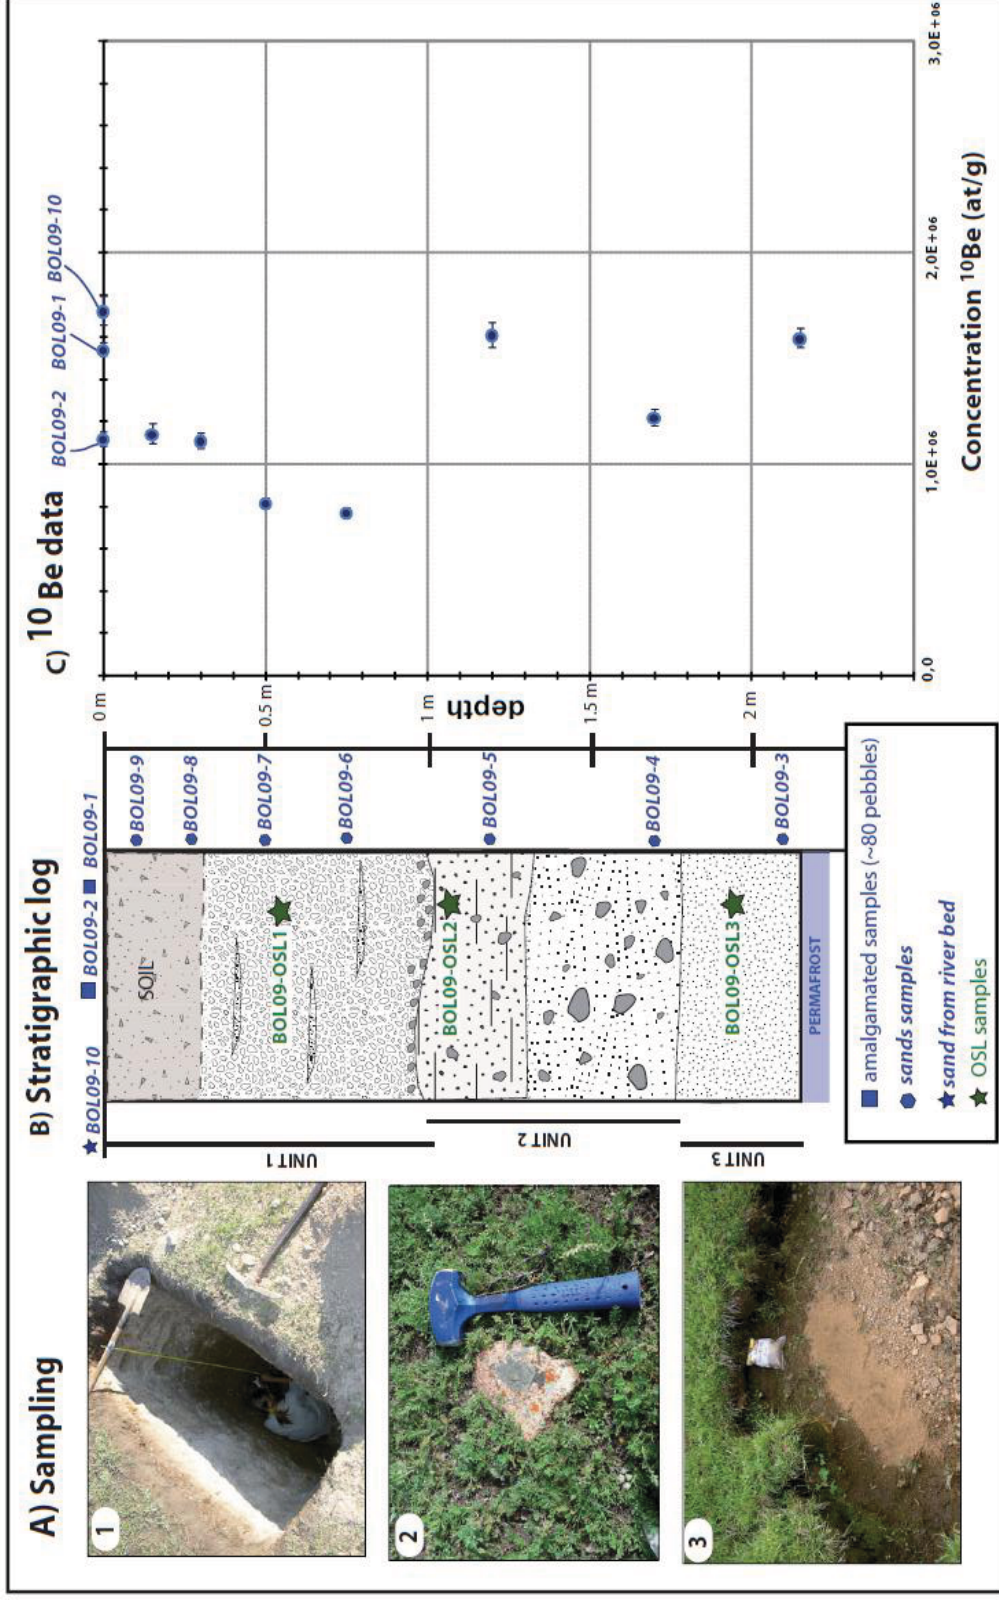 A) Sampling
1
2
3
B) Stratigraphic log
BOL09-10
BOL09-2
BOL09-1
SOIL
BOL09-OSL1
BOL09-OSL2
BOL09-OSL3
PERMAFROST
UNIT 1
UNIT 2
UNIT 3
BOL09-9
BOL09-8
BOL09-7
BOL09-6
BOL09-5
BOL09-4
BOL09-3
amalgamated samples (~80 pebbles)
sands samples
sand from river bed
OSL samples
C) 10 Be data
BOL09-2
BOL09-1
BOL09-10
0 m
0.5 m
1 m
1.5 m
2 m
depth
0,0
1,0E+06
2,0E+06
3,0E+06
Concentration 10Be (at/g)